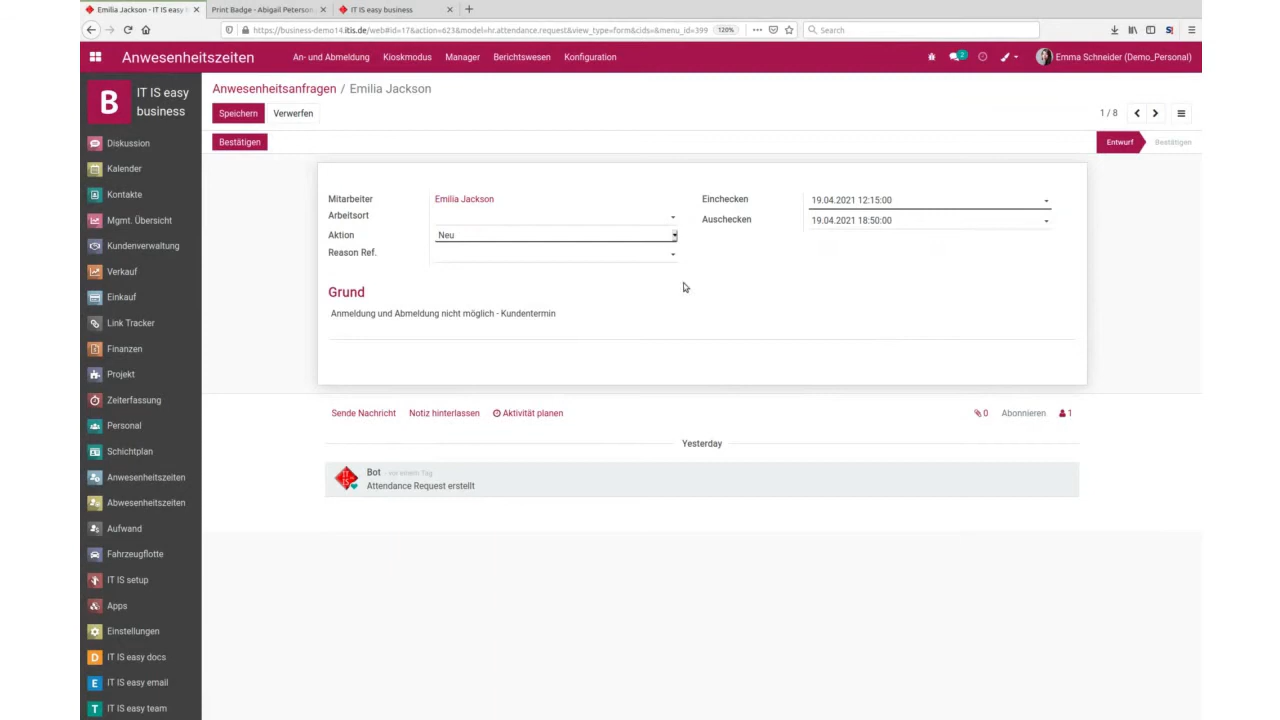 Emilia Jackson - IT IS easy
Print Badge - Abigail Peterson
IT IS easy business
https://business-demo14.itis.de/web#id=17&action=623&model=hr.attendance.request&view_type=form&cids=&menu_id=399
120%
Search
Anwesenheitszeiten
An- und Abmeldung
Kioskmodus
Manager
Berichtswesen
Konfiguration
2
Emma Schneider (Demo_Personal)
B
IT IS easy
business
Anwesenheitsanfragen / Emilia Jackson
Speichern
Verwerfen
1 / 8
Bestätigen
Entwurf
Bestätigen
Diskussion
Kalender
Kontakte
Mgmt. Übersicht
Kundenverwaltung
Verkauf
Einkauf
Link Tracker
Finanzen
Projekt
Zeiterfassung
Personal
Schichtplan
Anwesenheitszeiten
Abwesenheitszeiten
Aufwand
Fahrzeugflotte
IT IS setup
Apps
Einstellungen
D IT IS easy docs
E IT IS easy email
T IT IS easy team
Mitarbeiter Emilia Jackson
Arbeitsort
Aktion Neu
Reason Ref.
Einchecken 19.04.2021 12:15:00
Auschecken 19.04.2021 18:50:00
Grund
Anmeldung und Abmeldung nicht möglich - Kundentermin
Sende Nachricht
Notiz hinterlassen
Aktivität planen
0
Abonnieren
1
Yesterday
Bot - vor einem Tag
Attendance Request erstellt